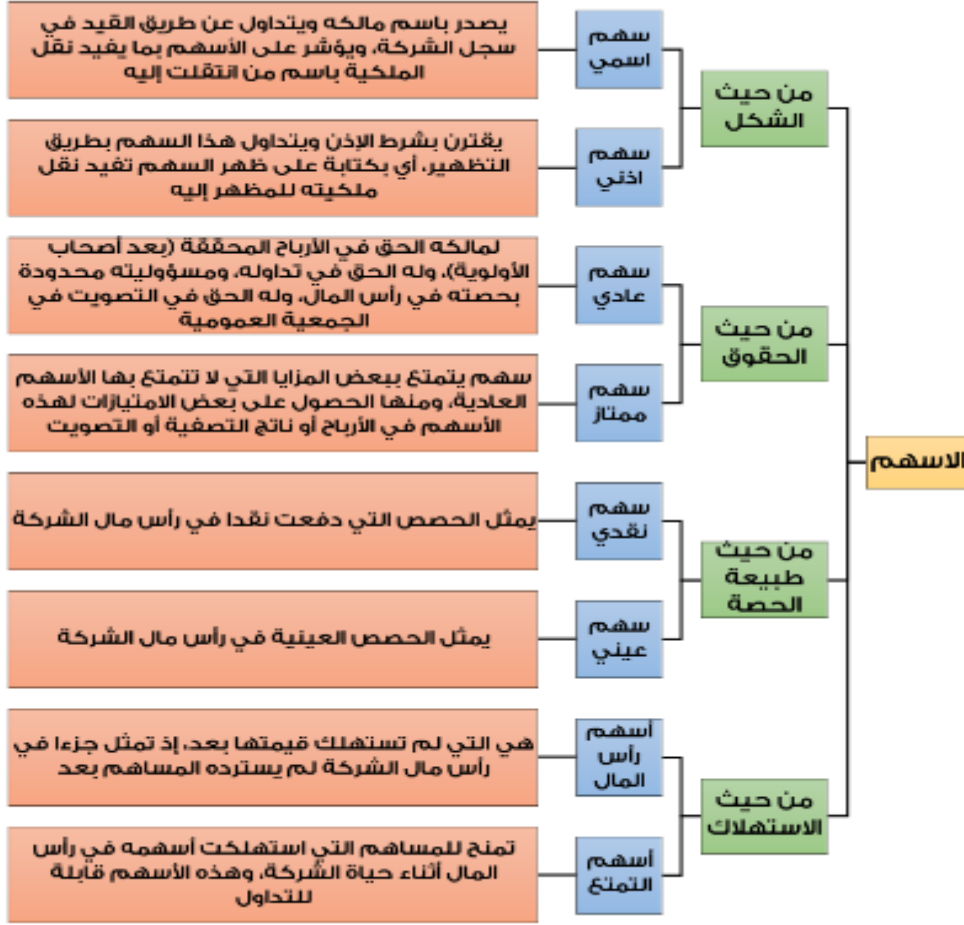 الاسهم
من حيث
الشكل
سهم
اسمي
يصدر باسم مالكه ويتداول عن طريق القيد في
سجل الشركة، ويؤشر على الأسهم بما يفيد نقل
الملكية باسم من انتقلت إليه
سهم
اذني
يقترن بشرط الإذن ويتداول هذا السهم بطريق
التظهير، أي بكتابة على ظهر السهم تفيد نقل
ملكيته للمظهر إليه
من حيث
الحقوق
سهم
عادي
لمالكه الحق في الأرباح المحققة (بعد أصحاب
الأولوية)، وله الحق في تداوله، ومسؤوليته محدودة
بحصته في رأس المال، وله الحق في التصويت في
الجمعية العمومية
سهم
ممتاز
سهم يتمتع ببعض المزايا التي لا تتمتع بها الأسهم
العادية، ومنها الحصول على بعض الامتيازات لهذه
الأسهم في الأرباح أو ناتج التصفية أو التصويت
من حيث
طبيعة
الحصة
سهم
نقدي
يمثل الحصص التي دفعت نقدا في رأس مال الشركة
سهم
عيني
يمثل الحصص العينية في رأس مال الشركة
من حيث
الاستهلاك
أسهم
رأس
المال
هي التي لم تستهلك قيمتها بعد، إذ تمثل جزءا في
رأس مال الشركة لم يسترده المساهم بعد
أسهم
التمتع
تمنح للمساهم التي استهلكت أسهمه في رأس
المال أثناء حياة الشركة، وهذه الأسهم قابلة
للتداول